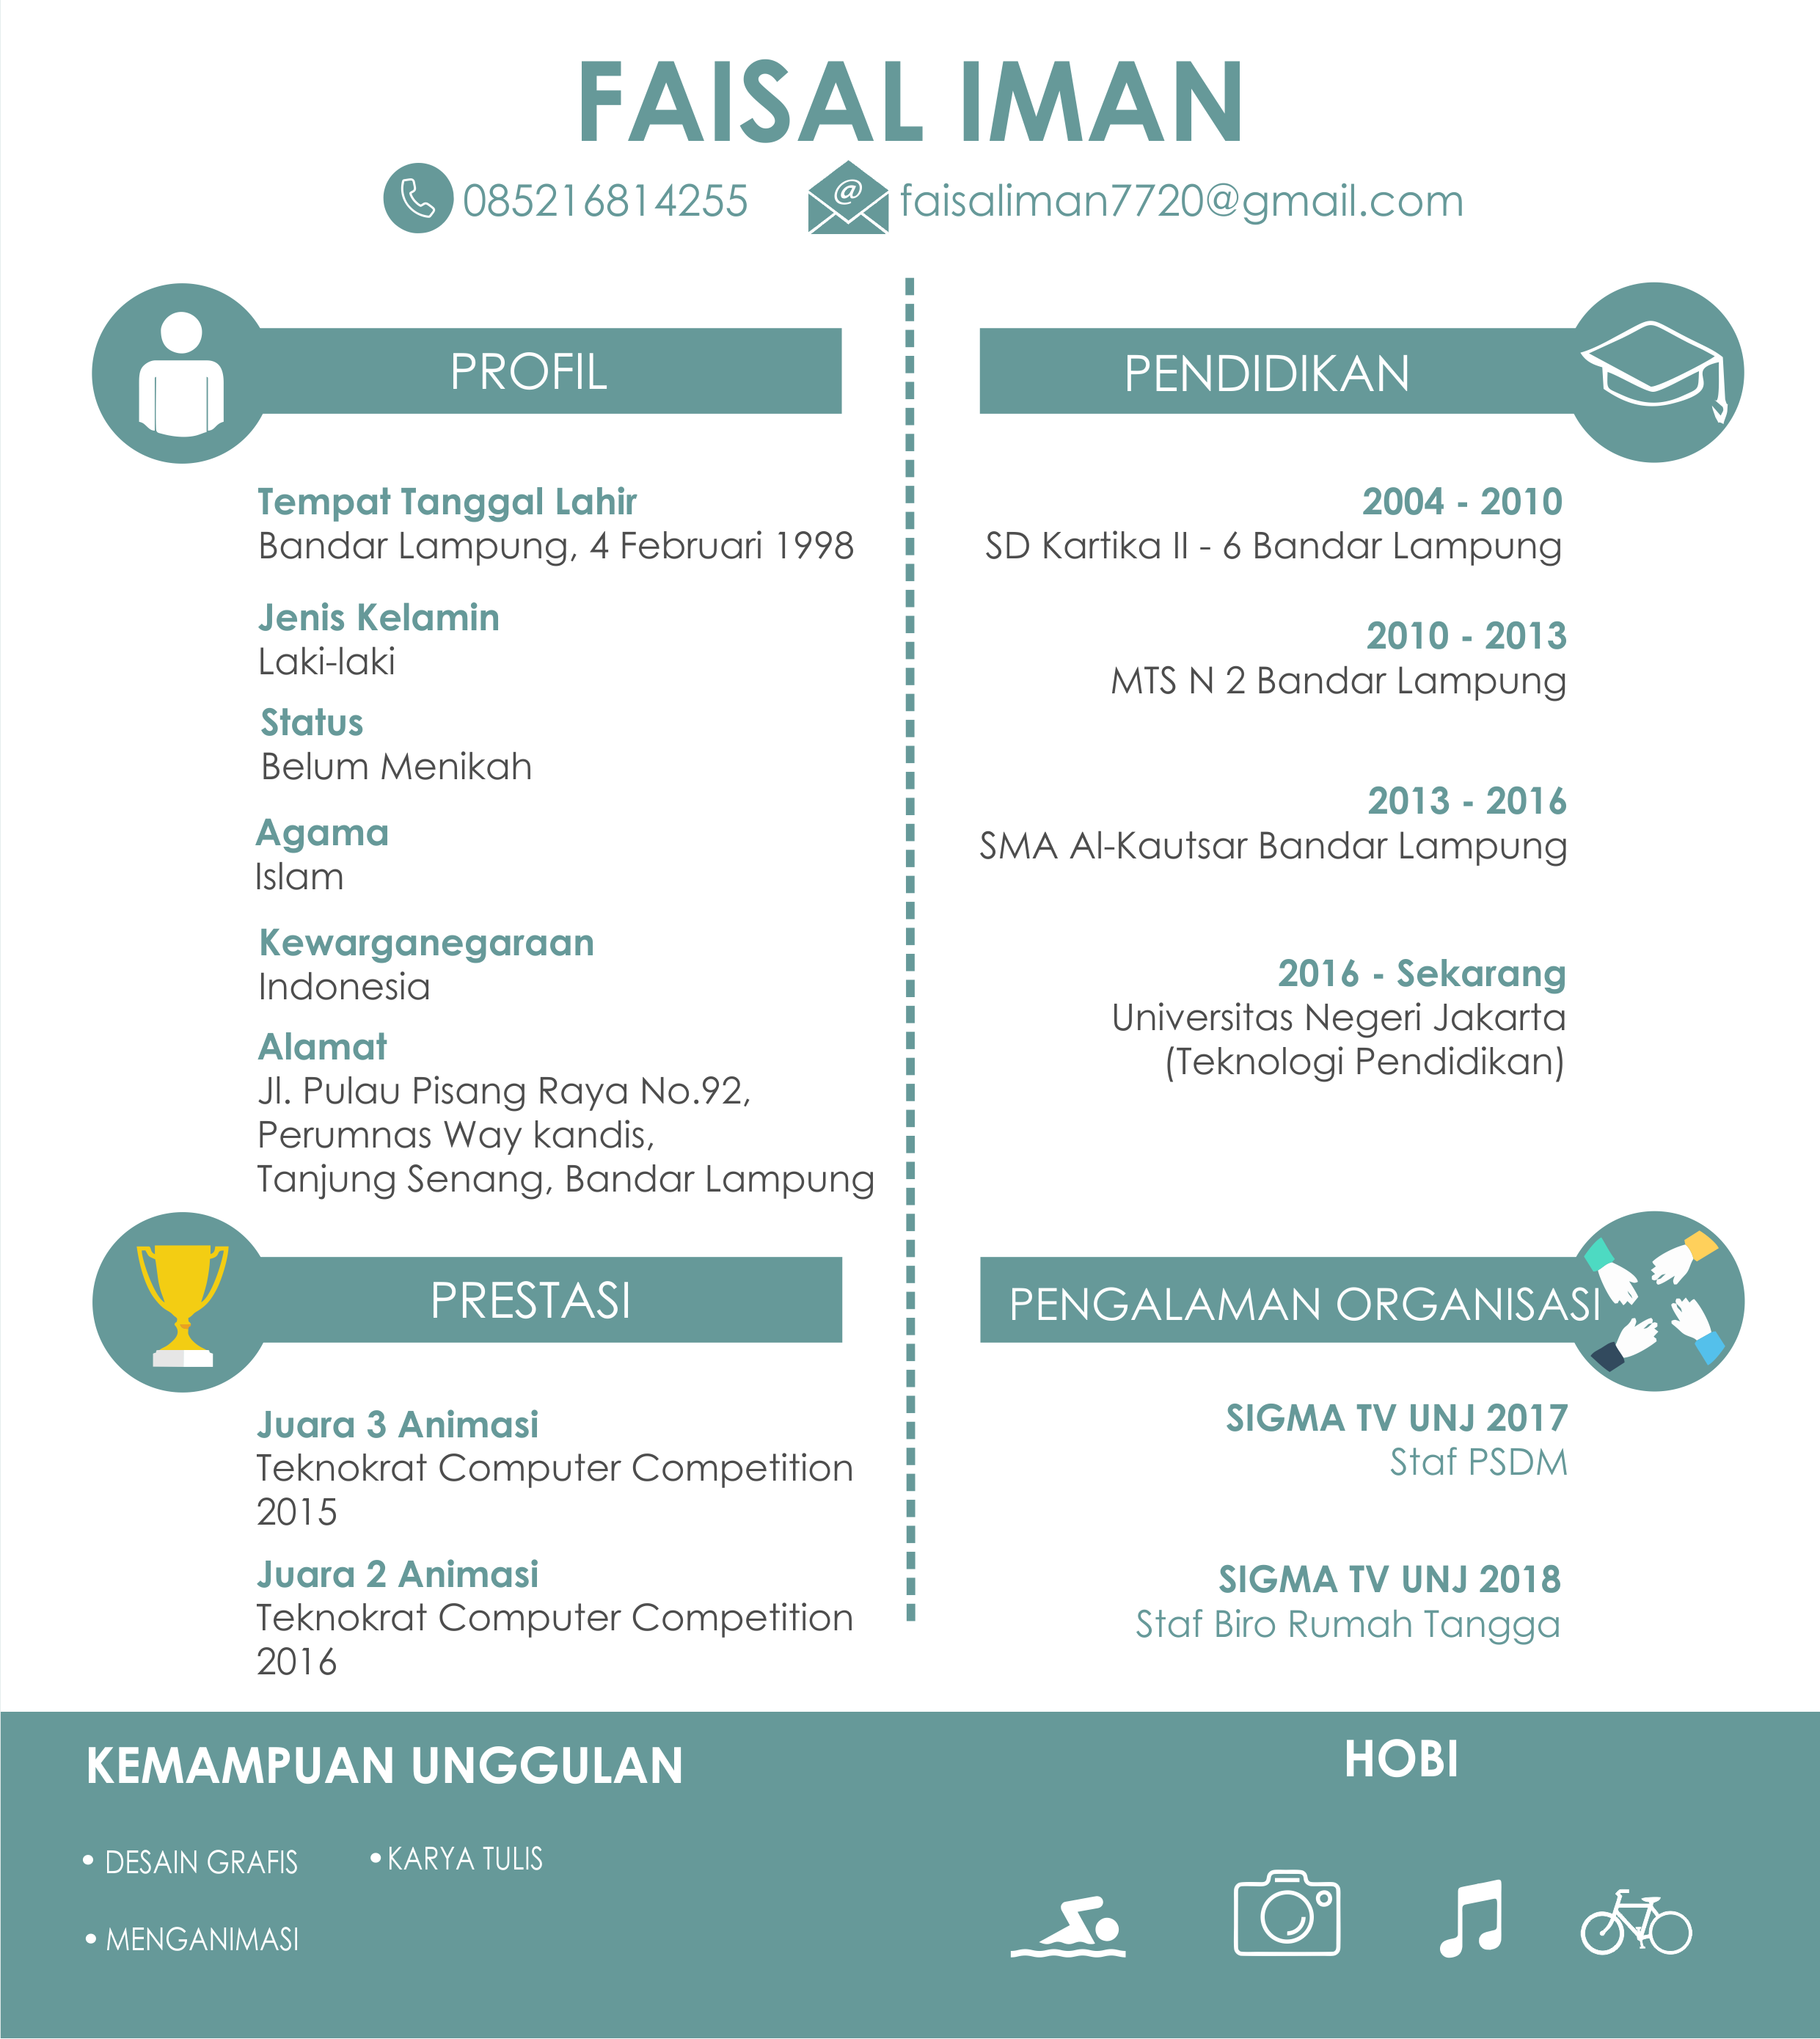 FAISAL IMAN
085216814255
@
faisaliman7720@gmail.com
PROFIL
Tempat Tanggal Lahir
Bandar Lampung, 4 Februari 1998
Jenis Kelamin
Laki-laki
Status
Belum Menikah
Agama
Islam
Kewarganegaraan
Indonesia
Alamat
Jl. Pulau Pisang Raya No.92,
Perumnas Way kandis,
Tanjung Senang, Bandar Lampung
PENDIDIKAN
2004 - 2010
SD Kartika II - 6 Bandar Lampung
2010 - 2013
MTS N 2 Bandar Lampung
2013 - 2016
SMA Al-Kautsar Bandar Lampung
2016 - Sekarang
Universitas Negeri Jakarta
(Teknologi Pendidikan)
PRESTASI
Juara 3 Animasi
Teknokrat Computer Competition
2015
Juara 2 Animasi
Teknokrat Computer Competition
2016
PENGALAMAN ORGANISASI
SIGMA TV UNJ 2017
Staf PSDM
SIGMA TV UNJ 2018
Staf Biro Rumah Tangga
KEMAMPUAN UNGGULAN
• DESAIN GRAFIS
• KARYA TULIS
• MENGANIMASI
HOBI